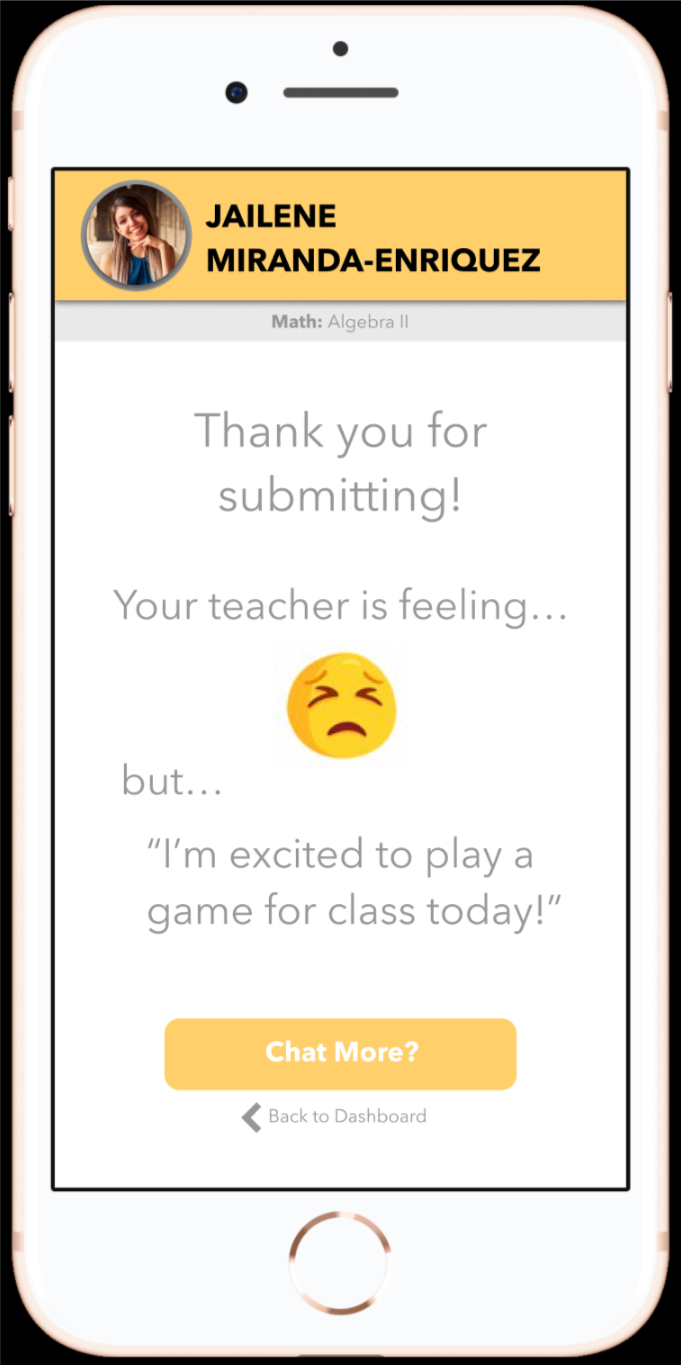 JAILENE
MIRANDA-ENRIQUEZ
Math: Algebra II
Thank you for
submitting!
Your teacher is feeling…
but…
“I’m excited to play a
game for class today!”
Chat More?
Back to Dashboard